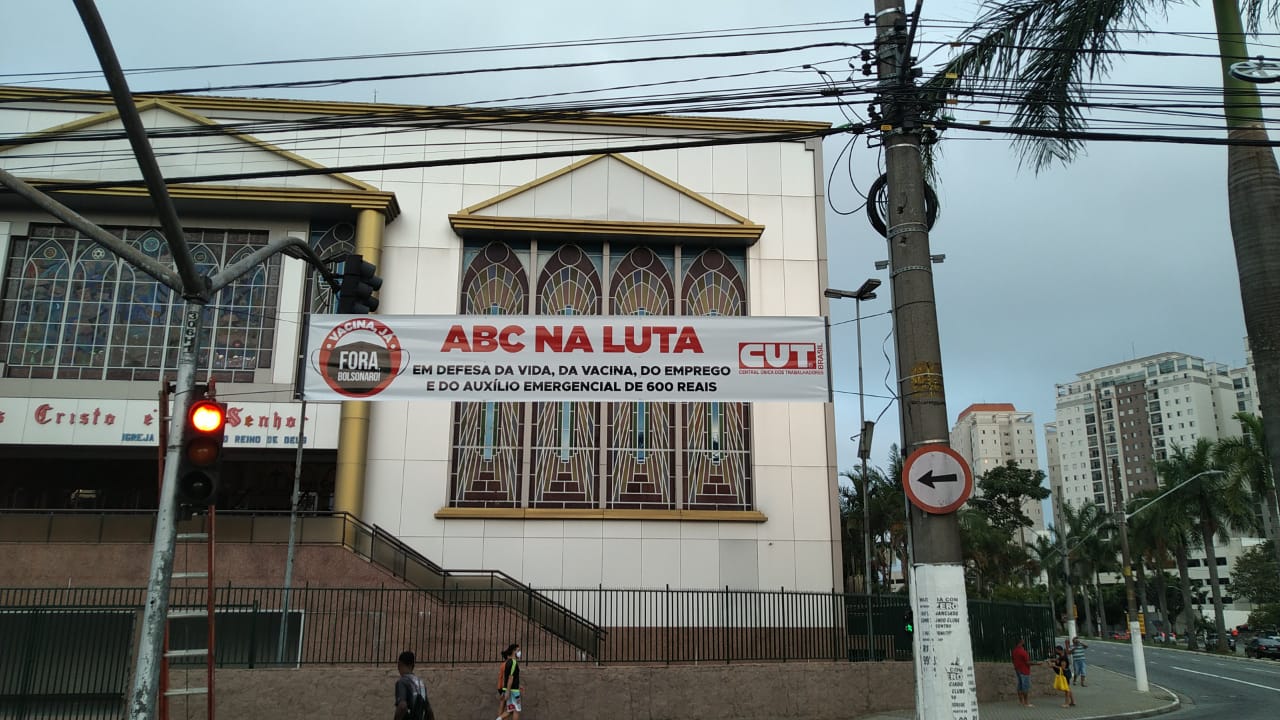 VACINA, JÁ
FORA
BOLSONARO!
ABC NA LUTA
EM DEFESA DA VIDA, DA VACINA, DO EMPREGO
E DO AUXÍLIO EMERGENCIAL DE 600 REAIS
CUT BRASIL
CENTRAL ÚNICA DOS TRABALHADORES
s Cristo é Senhor
IGREJA REINO DE DEUS
ZERO